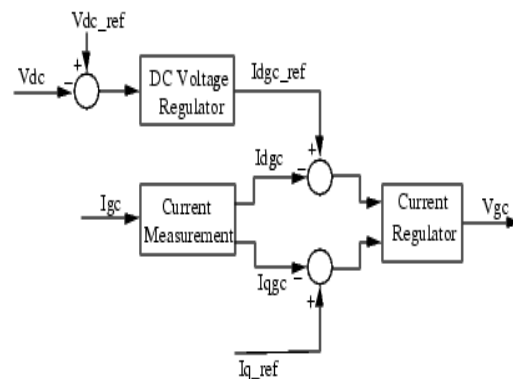 Vdc_ref
+
Vdc
−
DC Voltage
Regulator
Idgc_ref
+
−
Idgc
Igc
Current
Measurement
Current
Regulator
Vgc
Iqgc
−
+
Iq_ref